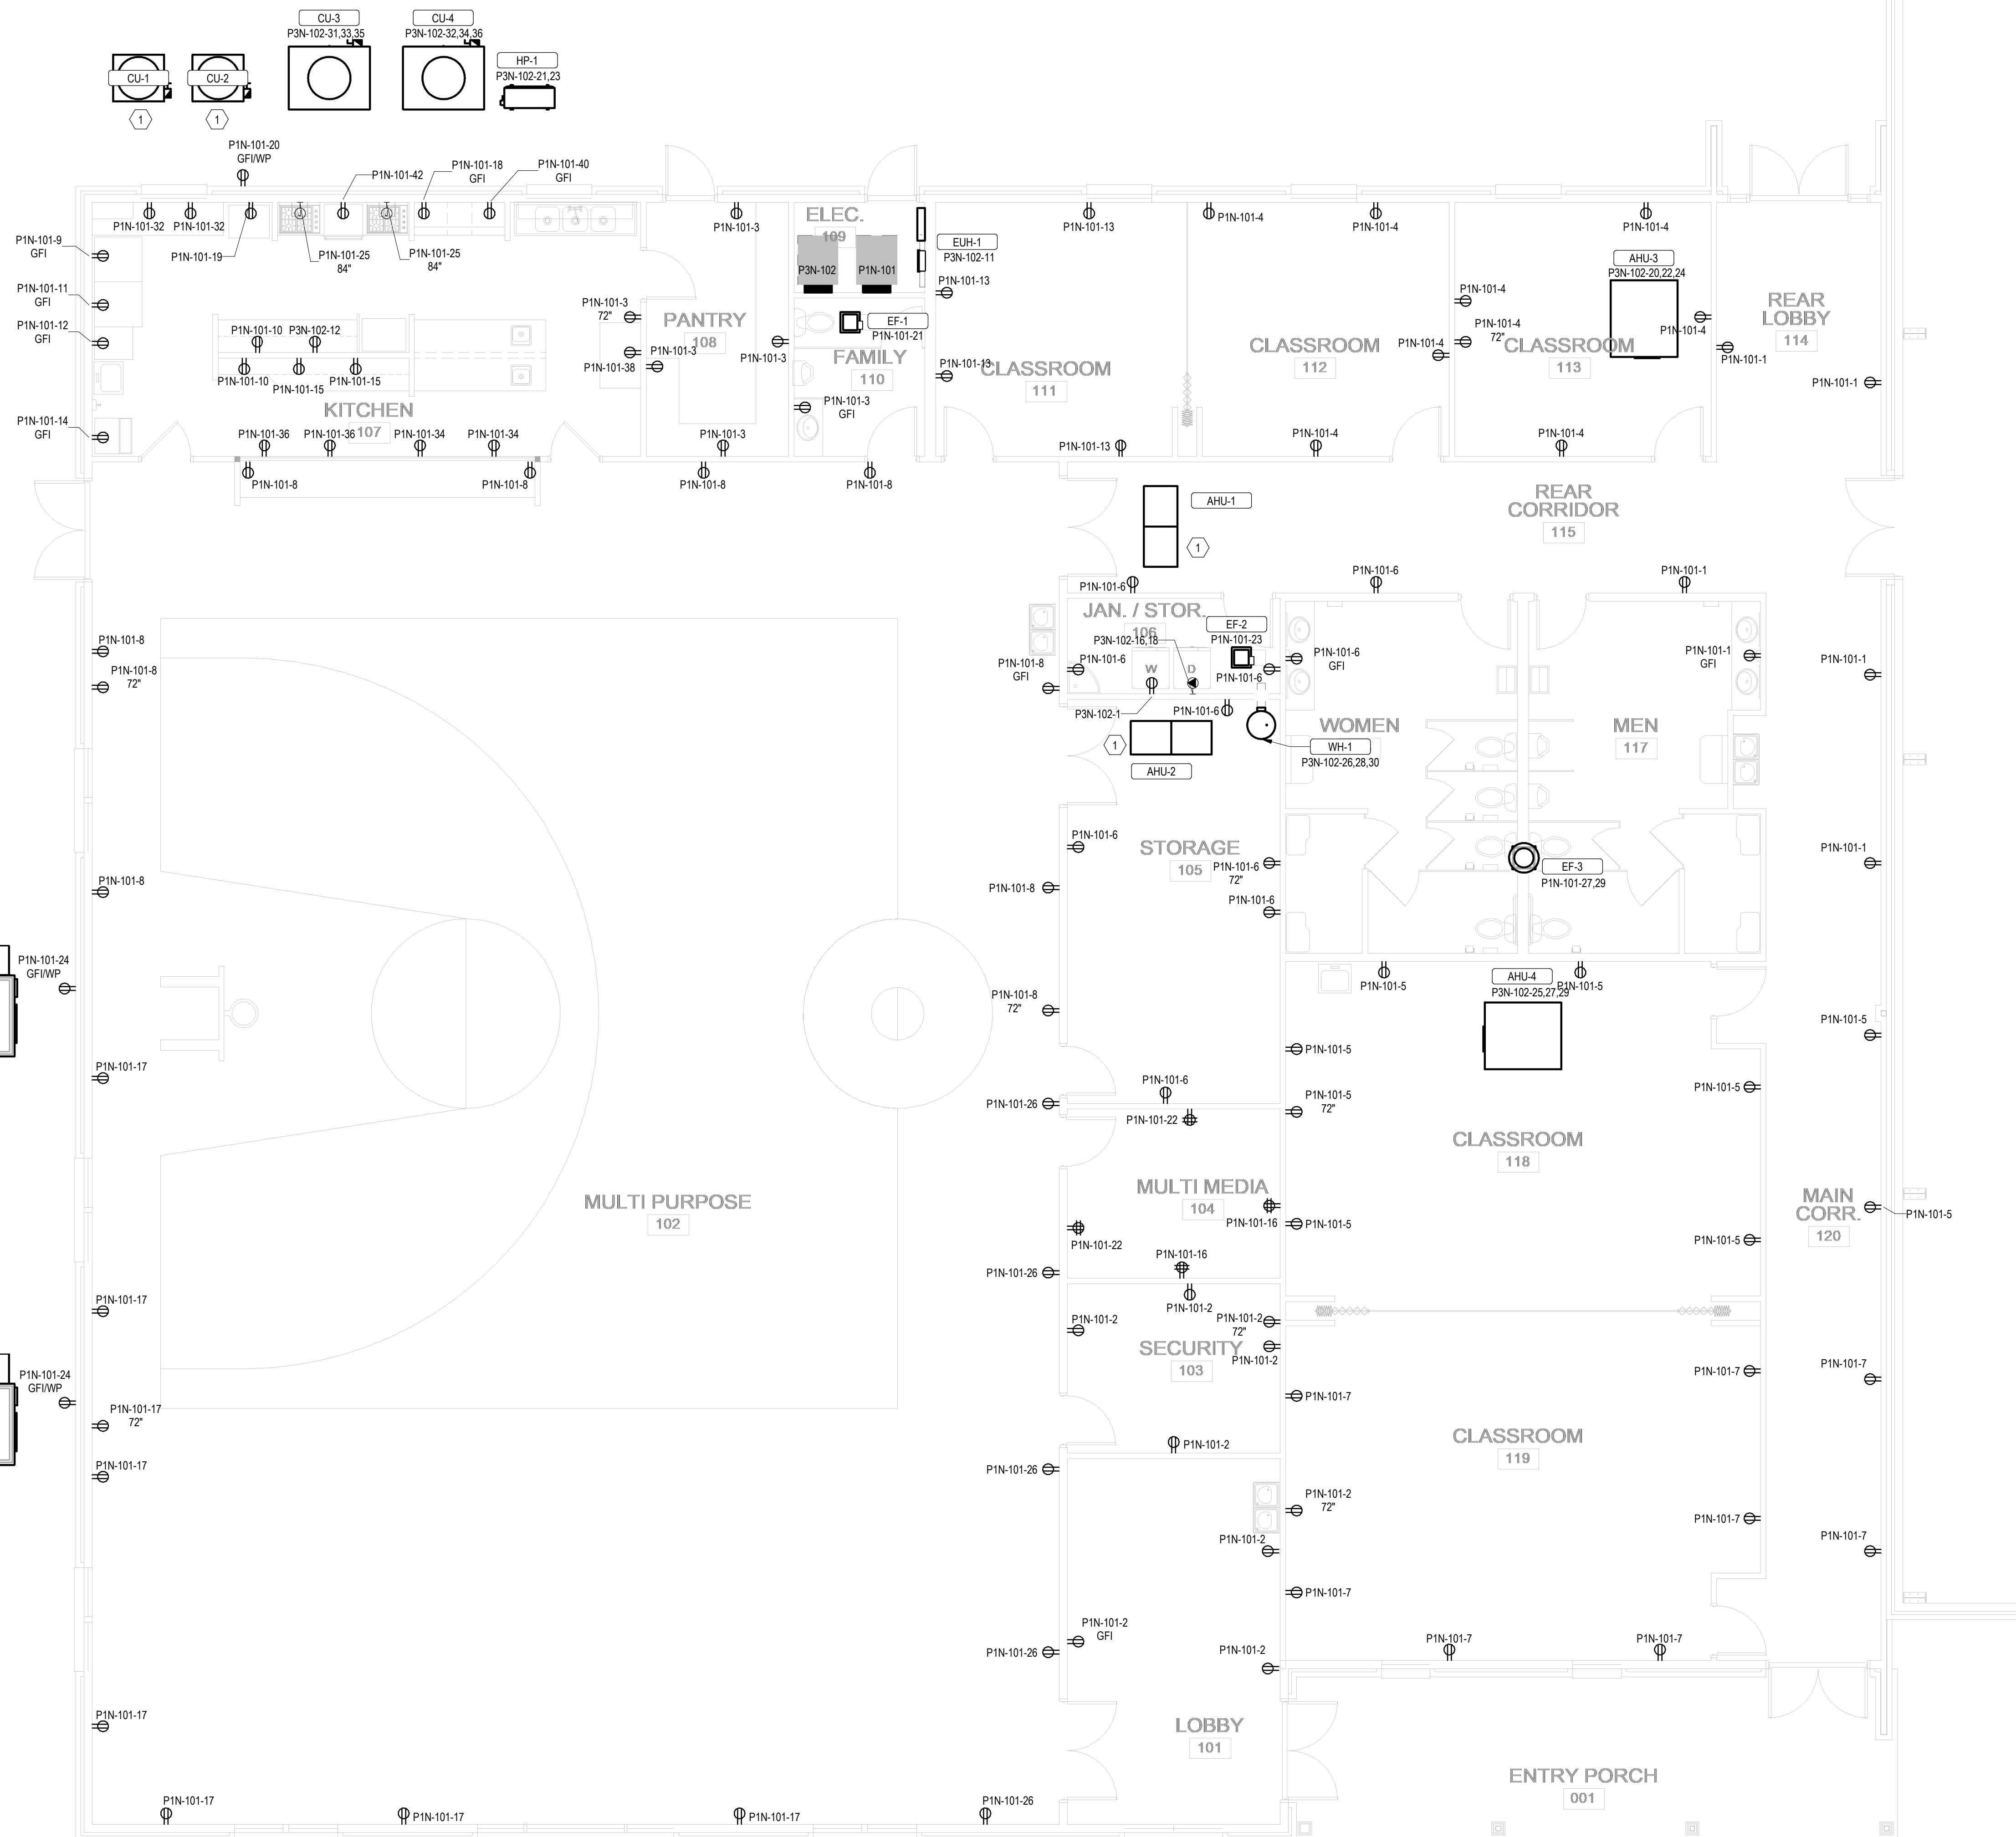 CU-3
P3N-102-31,33,35
CU-4
P3N-102-32,34,36
HP-1
P3N-102-21,23
CU-1
CU-2
1
1
P1N-101-20
GFI/WP
P1N-101-42
P1N-101-18
GFI
P1N-101-40
GFI
P1N-101-32
P1N-101-32
P1N-101-19
P1N-101-25
84"
P1N-101-25
84"
P1N-101-9
GFI
P1N-101-11
GFI
P1N-101-12
GFI
P1N-101-14
GFI
P1N-101-10
P3N-102-12
P1N-101-10
P1N-101-15
P1N-101-15
KITCHEN
107
P1N-101-36
P1N-101-36
P1N-101-34
P1N-101-34
P1N-101-8
P1N-101-8
P1N-101-3
72"
P1N-101-38
P1N-101-3
P1N-101-3
PANTRY
108
P1N-101-3
P1N-101-3
P1N-101-8
ELEC.
109
P3N-102
P1N-101
EUH-1
P3N-102-11
EF-1
P1N-101-21
FAMILY
110
P1N-101-3
GFI
P1N-101-8
P1N-101-13
P1N-101-13
P1N-101-13
CLASSROOM
111
P1N-101-13
P1N-101-4
P1N-101-4
CLASSROOM
112
P1N-101-4
P1N-101-4
P1N-101-4
P1N-101-4
P1N-101-4
72"
CLASSROOM
113
AHU-3
P3N-102-20,22,24
P1N-101-4
P1N-101-4
REAR
LOBBY
114
P1N-101-1
P1N-101-1
AHU-1
1
REAR
CORRIDOR
115
P1N-101-6
P1N-101-6
P1N-101-1
JAN. / STOR.
106
P3N-102-16,18
EF-2
P1N-101-23
P1N-101-6
W
D
P1N-101-6
P1N-101-8
GFI
P3N-102-1
P1N-101-6
1
AHU-2
WH-1
P3N-102-26,28,30
P1N-101-6
GFI
WOMEN
P1N-101-1
GFI
MEN
117
P1N-101-1
P1N-101-1
P1N-101-8
P1N-101-8
72"
P1N-101-8
P1N-101-6
STORAGE
105
P1N-101-6
72"
P1N-101-6
P1N-101-8
EF-3
P1N-101-27,29
P1N-101-24
GFI/WP
P1N-101-8
72"
P1N-101-5
AHU-4
P3N-102-25,27,29
P1N-101-5
P1N-101-5
P1N-101-17
P1N-101-5
P1N-101-6
P1N-101-26
P1N-101-5
72"
P1N-101-5
P1N-101-22
CLASSROOM
118
MULTI PURPOSE
102
MULTI MEDIA
104
P1N-101-16
P1N-101-5
P1N-101-5
MAIN
CORR.
120
P1N-101-5
P1N-101-22
P1N-101-16
P1N-101-26
P1N-101-17
P1N-101-2
P1N-101-2
P1N-101-2
72"
SECURITY
103
P1N-101-2
P1N-101-24
GFI/WP
P1N-101-7
P1N-101-7
P1N-101-7
P1N-101-17
72"
P1N-101-2
CLASSROOM
119
P1N-101-17
P1N-101-26
P1N-101-2
72"
P1N-101-7
P1N-101-2
P1N-101-7
P1N-101-7
P1N-101-2
GFI
P1N-101-26
P1N-101-2
P1N-101-7
P1N-101-7
P1N-101-17
LOBBY
101
ENTRY PORCH
001
P1N-101-17
P1N-101-17
P1N-101-17
P1N-101-26